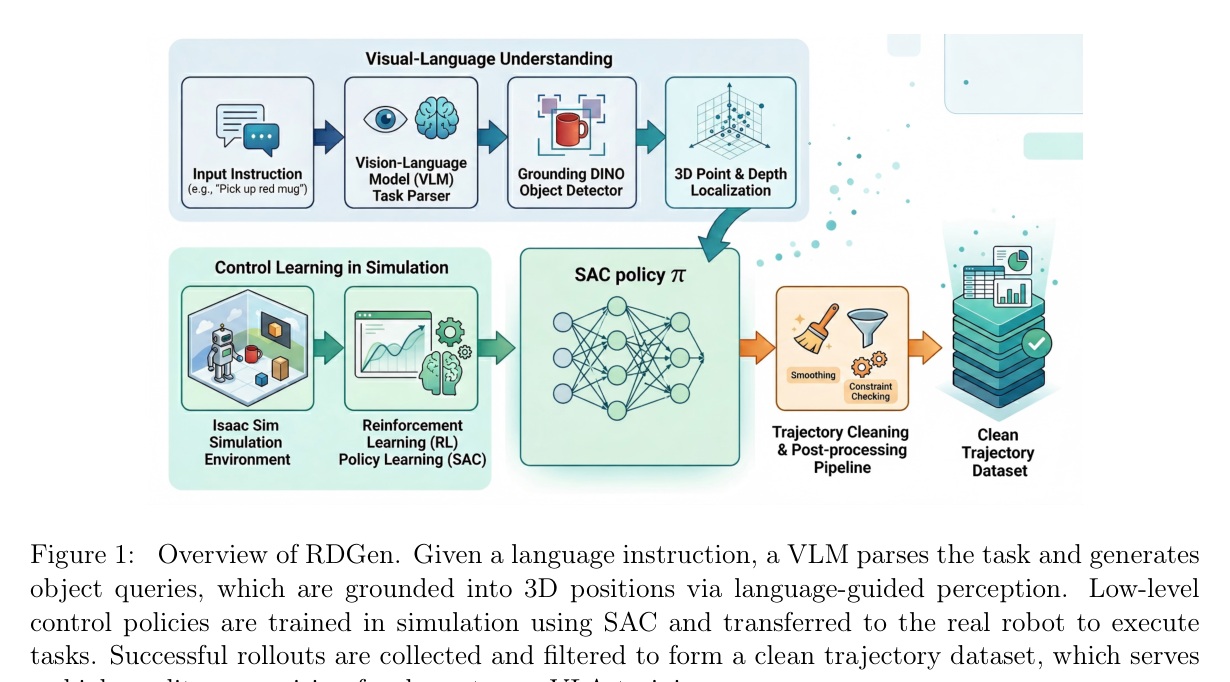 Visual-Language Understanding
Input Instruction
(e.g., "Pick up red mug")
Vision-Language
Model (VLM)
Task Parser
Grounding DINO
Object Detector
3D Point & Depth
Localization
Control Learning in Simulation
Isaac Sim
Simulation
Environment
Reinforcement
Learning (RL)
Policy Learning (SAC)
SAC policy π
Smoothing
Constraint
Checking
Trajectory Cleaning
& Post-processing
Pipeline
Clean
Trajectory
Dataset
Figure 1: Overview of RDGen. Given a language instruction, a VLM parses the task and generates
object queries, which are grounded into 3D positions via language-guided perception. Low-level
control policies are trained in simulation using SAC and transferred to the real robot to execute
tasks. Successful rollouts are collected and filtered to form a clean trajectory dataset, which serves